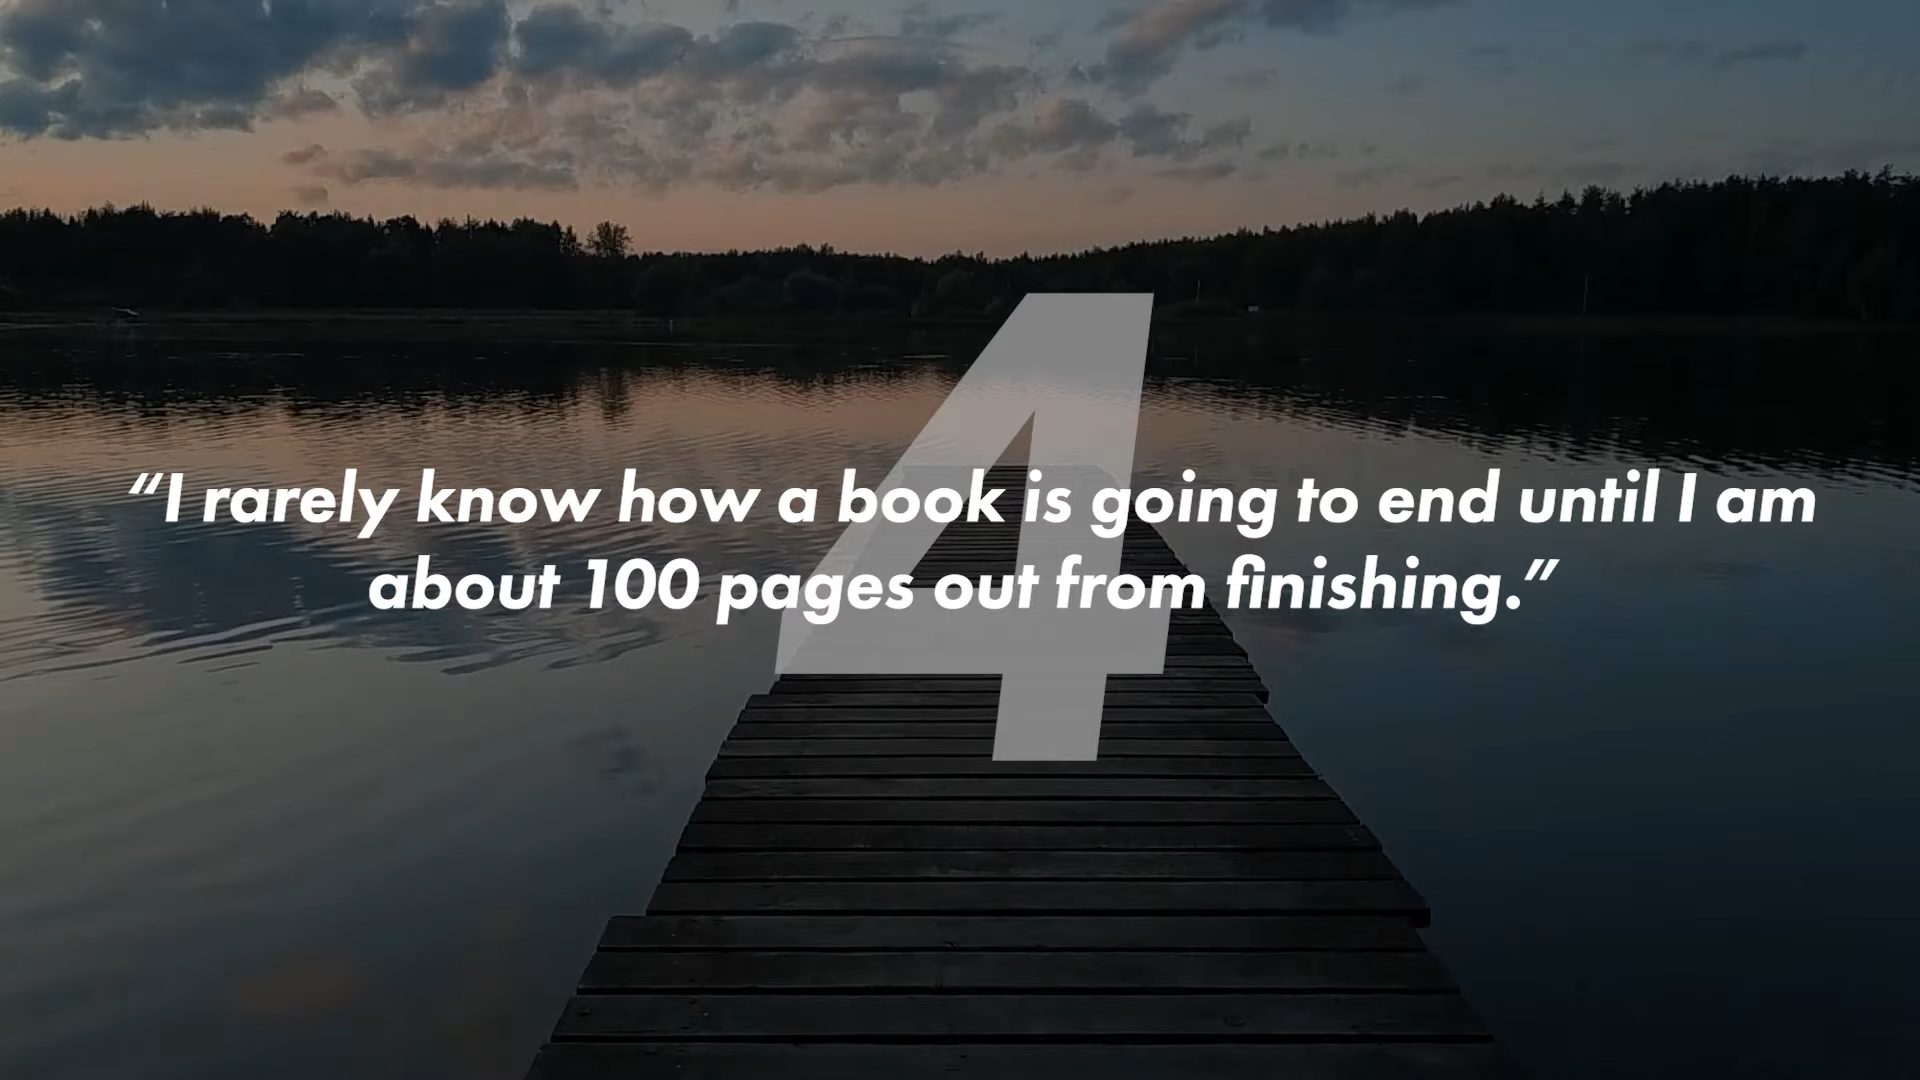 4
“I rarely know how a book is going to end until I am
about 100 pages out from finishing.”